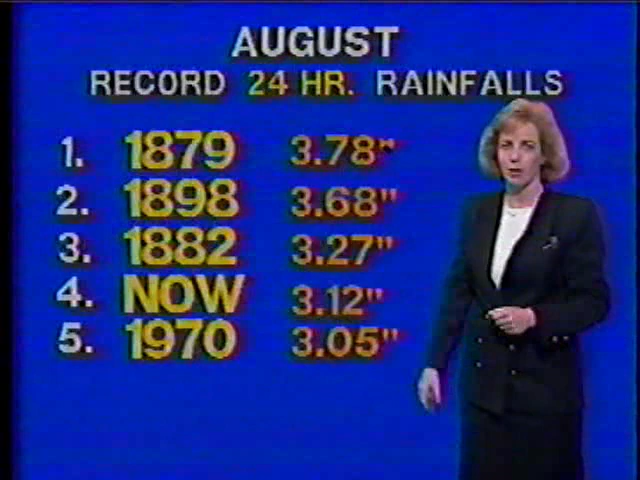 AUGUST
RECORD 24 HR. RAINFALLS
1. 1879 3.78"
2. 1898 3.68"
3. 1882 3.27"
4. NOW 3.12"
5. 1970 3.05"